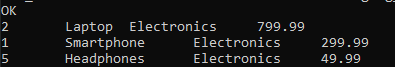 OK
2 Laptop Electronics 799.99
1 Smartphone Electronics 299.99
5 Headphones Electronics 49.99